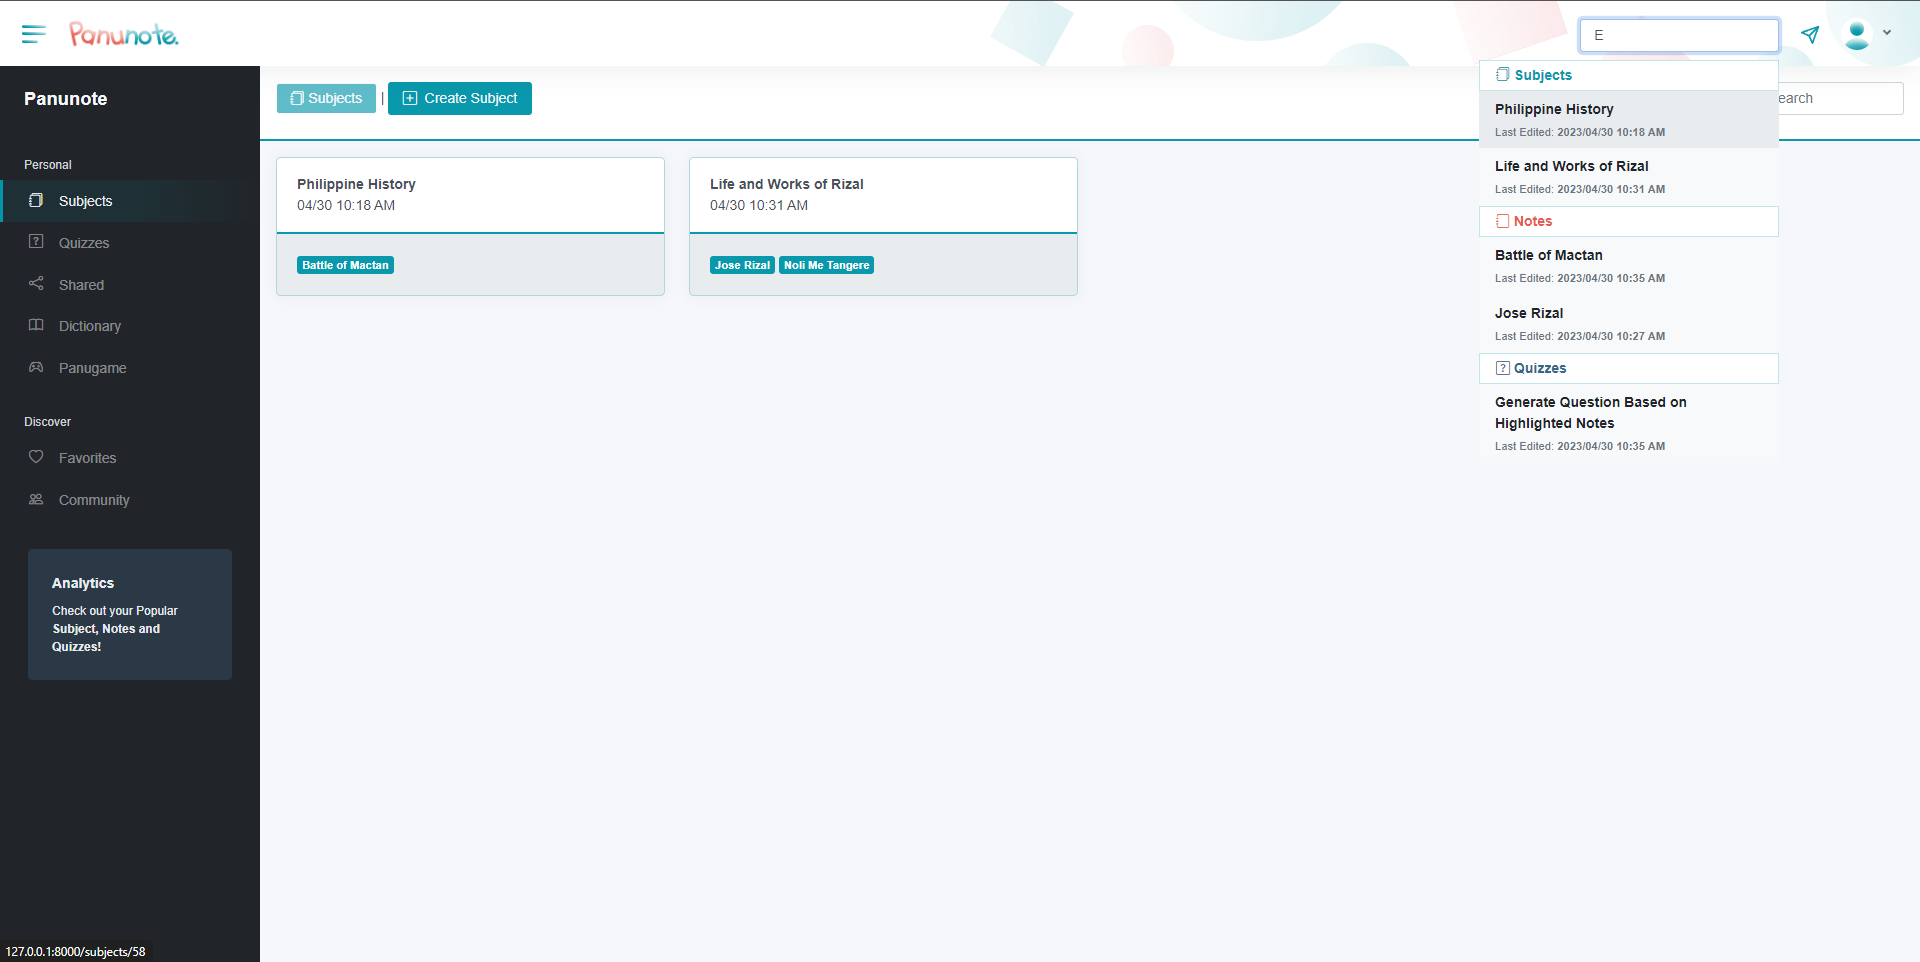 Panunote.
E
Panunote
Personal
Subjects
Quizzes
Shared
Dictionary
Panugame
Discover
Favorites
Community
Analytics
Check out your Popular
Subject, Notes and
Quizzes!
127.0.0.1:8000/subjects/58
Subjects | Create Subject
earch
Philippine History
04/30 10:18 AM
Battle of Mactan
Life and Works of Rizal
04/30 10:31 AM
Jose Rizal Noli Me Tangere
Subjects
Philippine History
Last Edited: 2023/04/30 10:18 AM
Life and Works of Rizal
Last Edited: 2023/04/30 10:31 AM
Notes
Battle of Mactan
Last Edited: 2023/04/30 10:35 AM
Jose Rizal
Last Edited: 2023/04/30 10:27 AM
? Quizzes
Generate Question Based on
Highlighted Notes
Last Edited: 2023/04/30 10:35 AM